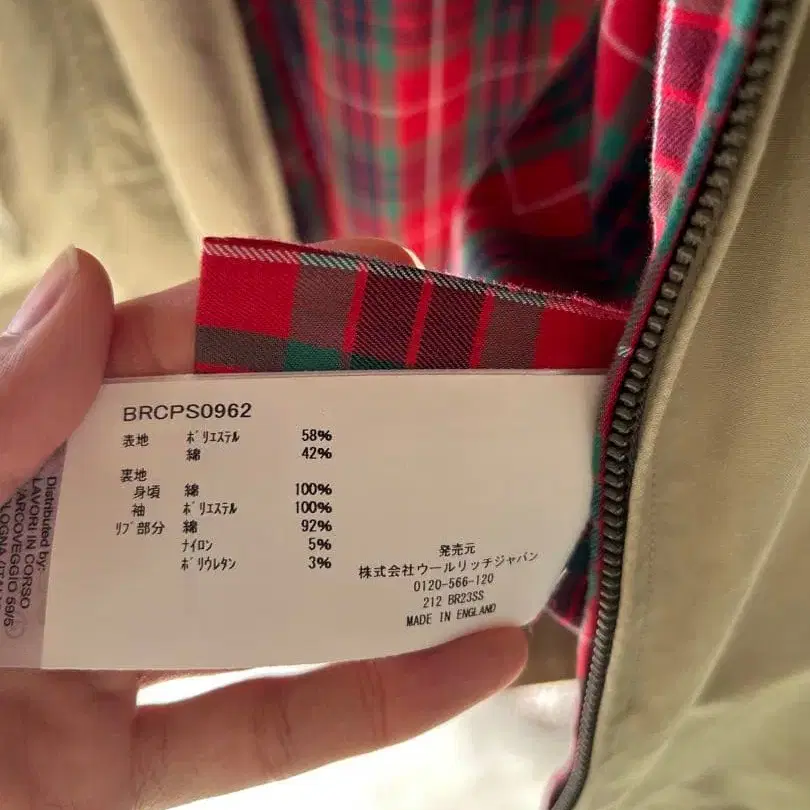 BRCPS0962
表地 ポリエステル 58%
綿 42%
裏地
身頃 綿 100%
袖 ポリエステル 100%
リブ部分 綿 92%
ナイロン 5%
ポリウレタン 3%
発売元
株式会社ウールリッチジャパン
0120-566-120
212 BR23SS
MADE IN ENGLAND
Distributed by:
LAVORI IN CORSO
ARCOVEGGIO 59/5